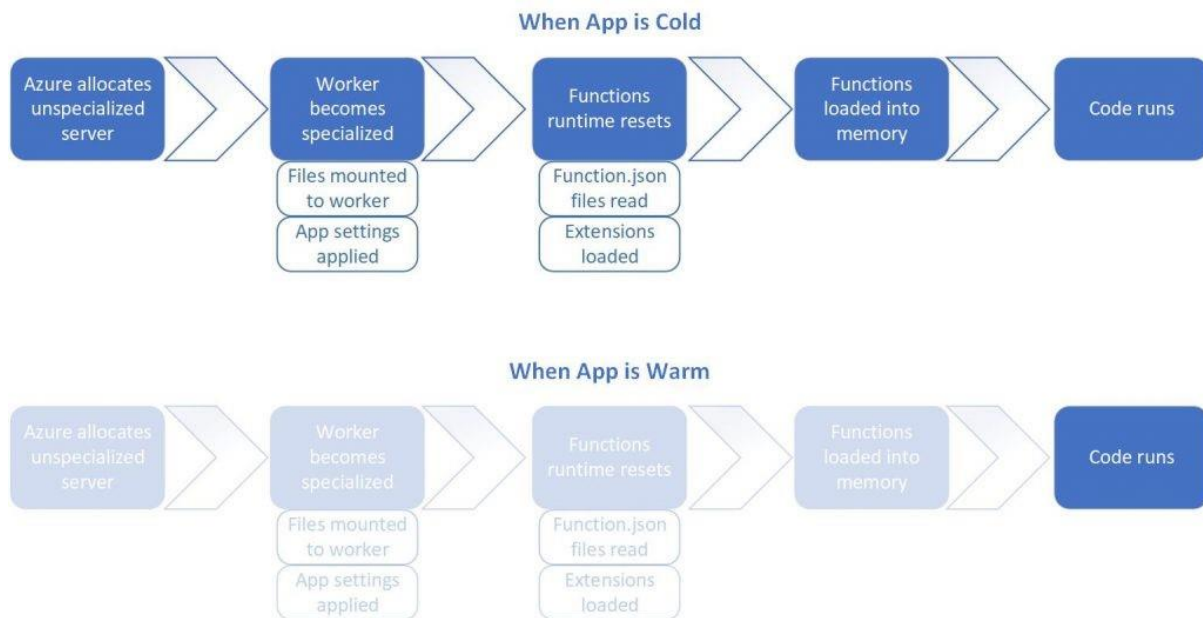 When App is Cold
Azure allocates
unspecialized
server
Worker
becomes
specialized
Files mounted
to worker
App settings
applied
Functions
runtime resets
Function.json
files read
Extensions
loaded
Functions
loaded into
memory
Code runs
When App is Warm
Azure allocates
unspecialized
server
Worker
becomes
specialized
Files mounted
to worker
App settings
applied
Functions
runtime resets
Function.json
files read
Extensions
loaded
Functions
loaded into
memory
Code runs